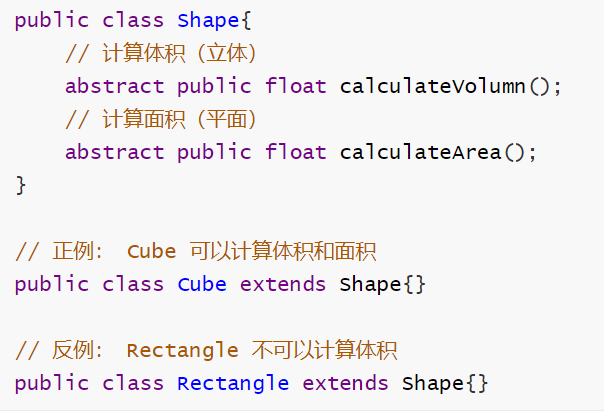 public class Shape{
    // 计算体积（立体）
    abstract public float calculateVolumn();
    // 计算面积（平面）
    abstract public float calculateArea();
}
// 正例： Cube 可以计算体积和面积
public class Cube extends Shape{}
// 反例： Rectangle 不可以计算体积
public class Rectangle extends Shape{}